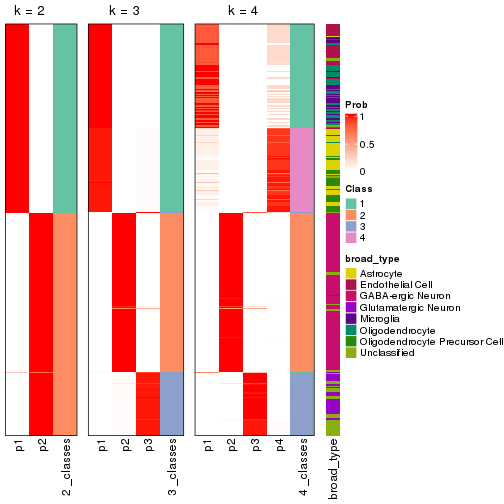 k = 2
k = 3
k = 4
Prob
1
0.5
0
Class
1
2
3
4
broad_type
Astrocyte
Endothelial Cell
GABA-ergic Neuron
Glutamatergic Neuron
Microglia
Oligodendrocyte
Oligodendrocyte Precursor Cell
Unclassified
p1
p2
2_classes
p1
p2
p3
3_classes
p1
p2
p3
p4
4_classes
broad_type